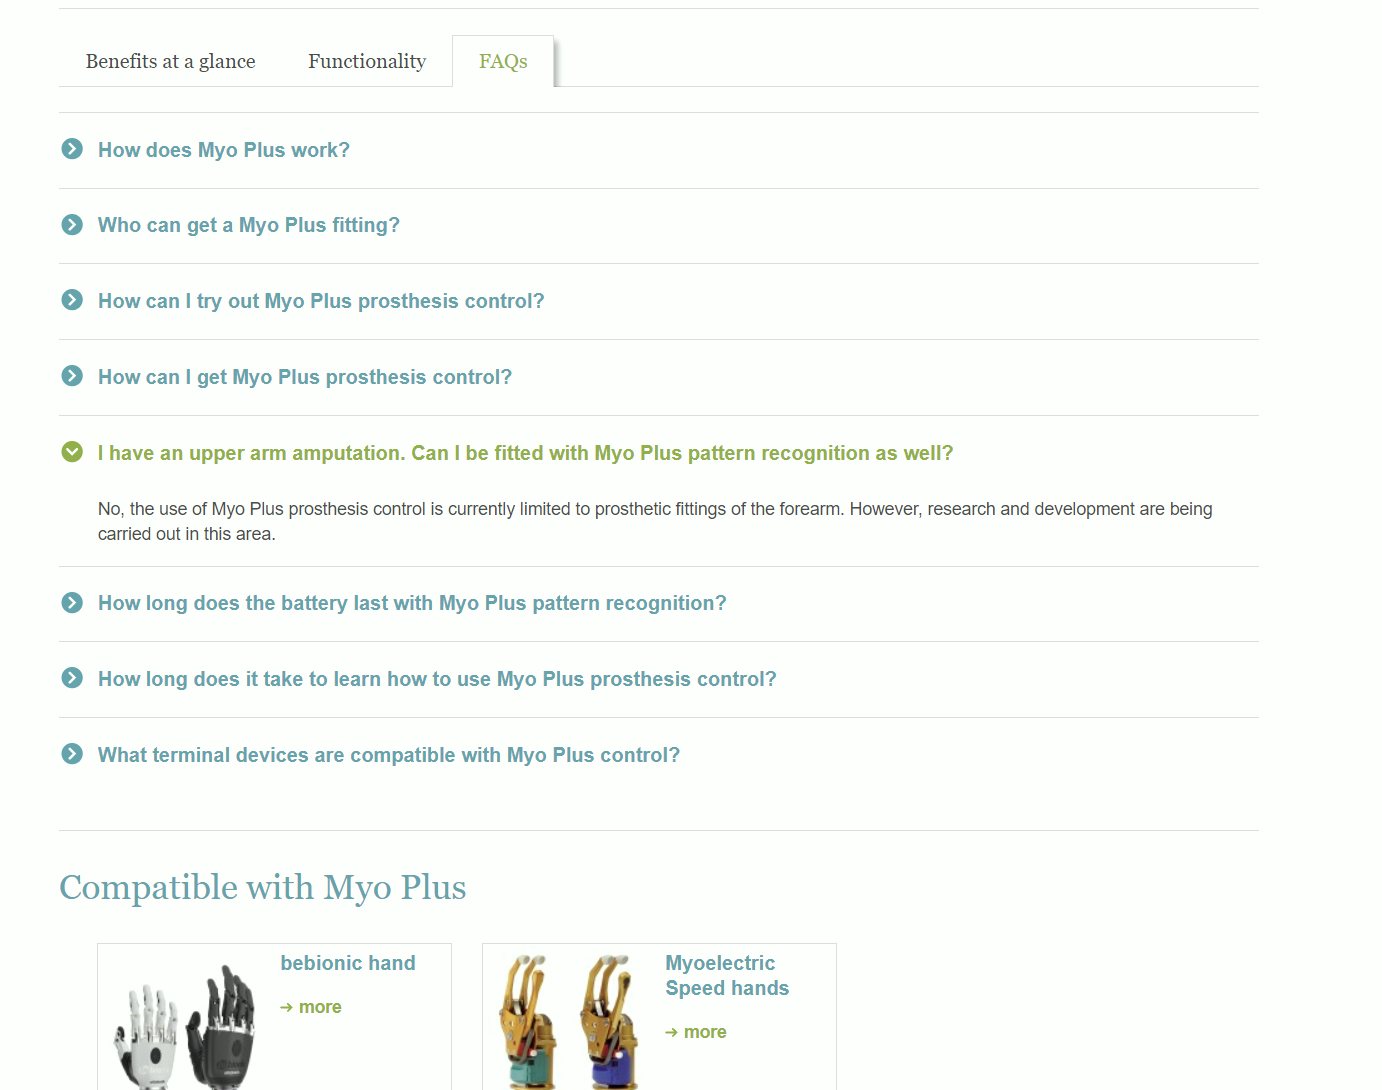 Benefits at a glance
Functionality
FAQs
How does Myo Plus work?
Who can get a Myo Plus fitting?
How can I try out Myo Plus prosthesis control?
How can I get Myo Plus prosthesis control?
I have an upper arm amputation. Can I be fitted with Myo Plus pattern recognition as well?
No, the use of Myo Plus prosthesis control is currently limited to prosthetic fittings of the forearm. However, research and development are being
carried out in this area.
How long does the battery last with Myo Plus pattern recognition?
How long does it take to learn how to use Myo Plus prosthesis control?
What terminal devices are compatible with Myo Plus control?
Compatible with Myo Plus
bebionic hand
→ more
Myoelectric
Speed hands
→ more